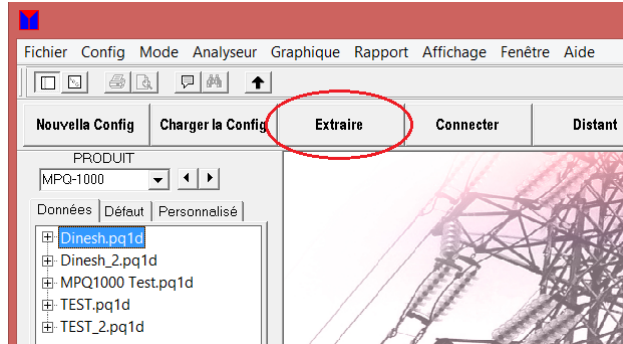 Fichier Config Mode Analyseur Graphique Rapport Affichage Fenêtre Aide
Nouvella Config Charger la Config Extraire Connecter Distant
PRODUIT
MPQ-1000
Données Défaut Personnalisé
Dinesh.pq1d
Dinesh_2.pq1d
MPQ1000 Test.pq1d
TEST.pq1d
TEST_2.pq1d